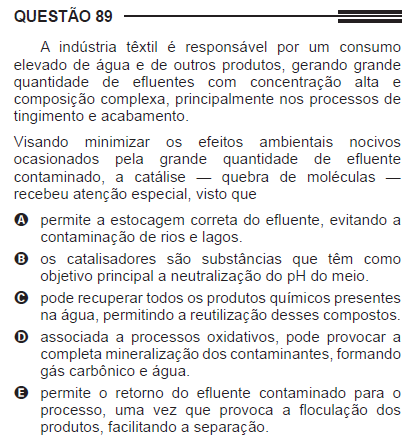 QUESTÃO 89
A indústria têxtil é responsável por um consumo
elevado de água e de outros produtos, gerando grande
quantidade de efluentes com concentração alta e
composição complexa, principalmente nos processos de
tingimento e acabamento.
Visando minimizar os efeitos ambientais nocivos
ocasionados pela grande quantidade de efluente
contaminado, a catálise — quebra de moléculas —
recebeu atenção especial, visto que
A permite a estocagem correta do efluente, evitando a
contaminação de rios e lagos.
B os catalisadores são substâncias que têm como
objetivo principal a neutralização do pH do meio.
C pode recuperar todos os produtos químicos presentes
na água, permitindo a reutilização desses compostos.
D associada a processos oxidativos, pode provocar a
completa mineralização dos contaminantes, formando
gás carbônico e água.
E permite o retorno do efluente contaminado para o
processo, uma vez que provoca a floculação dos
produtos, facilitando a separação.